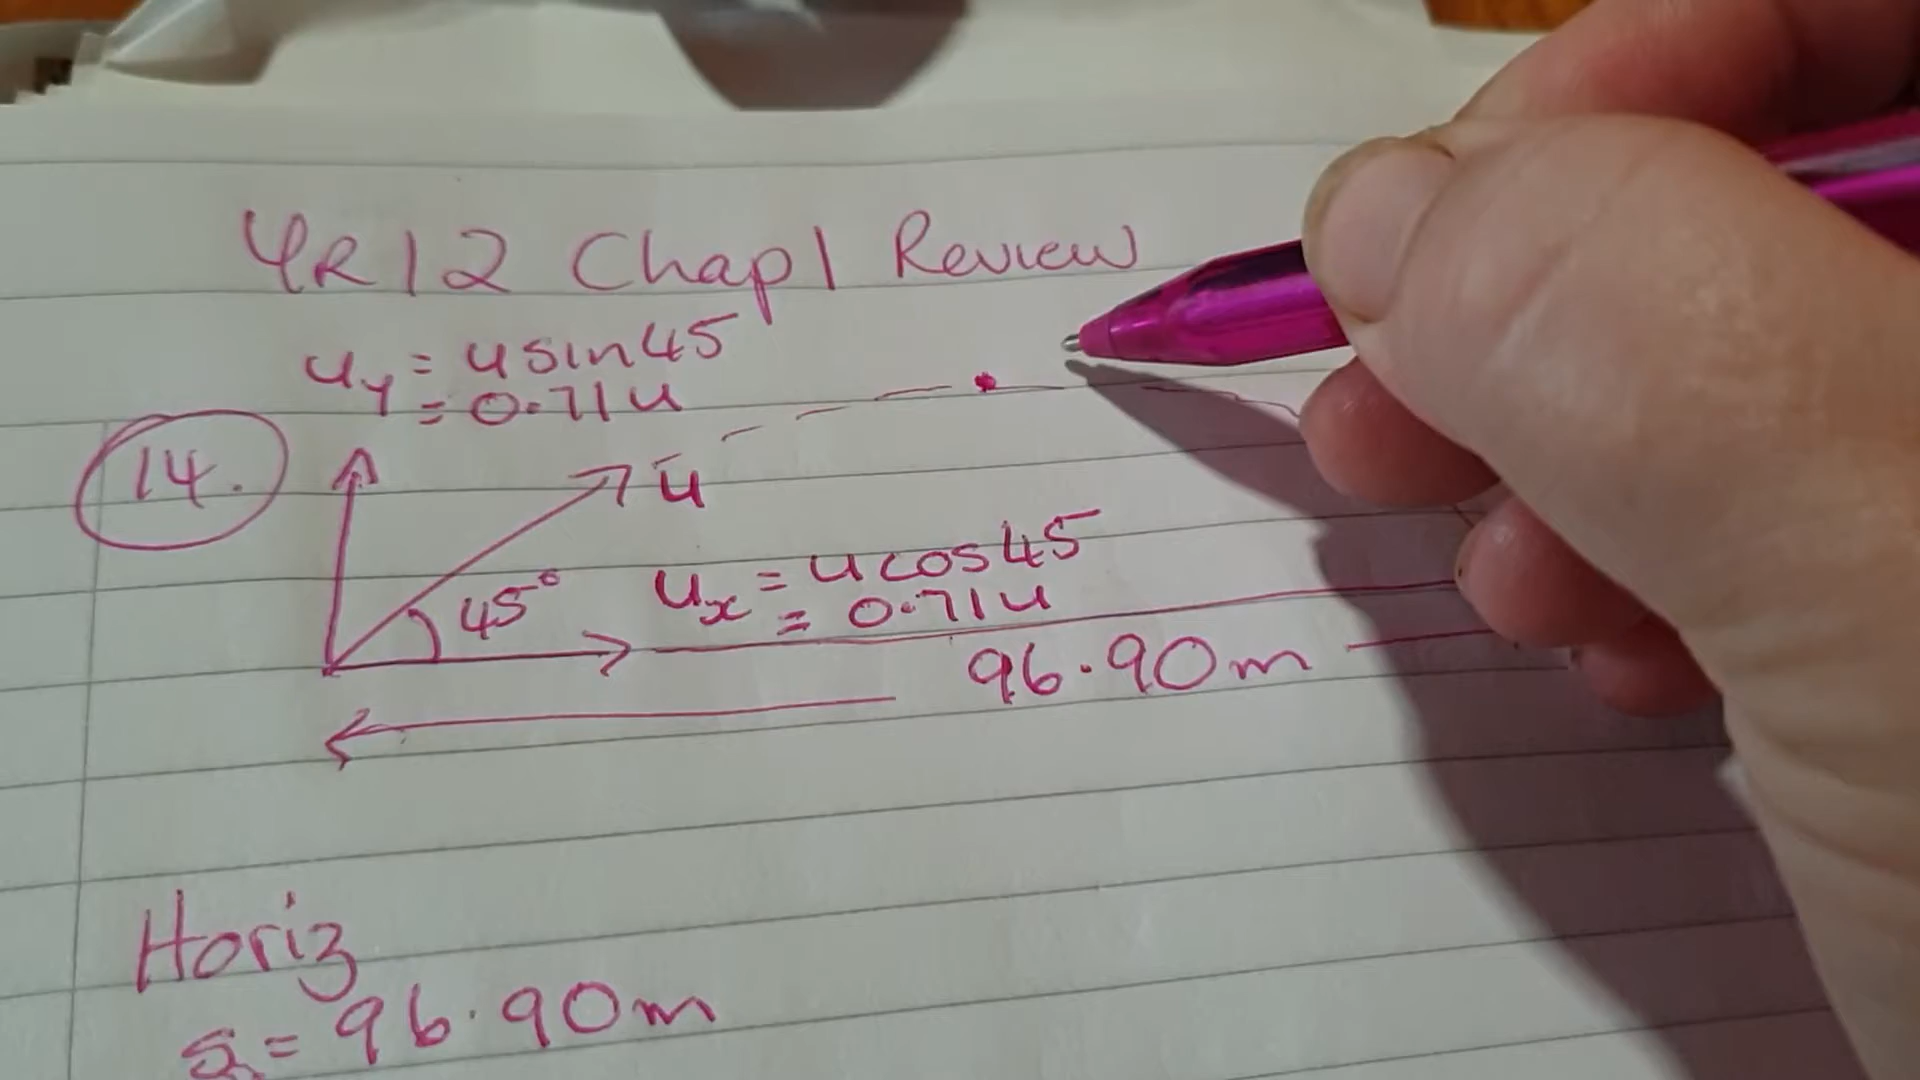 YR12 Chap1 Review
uy = usin45
= 0.71u
14.
u
45°
ux = ucos45
= 0.71u
96.90m
Horiz
s = 96.90m